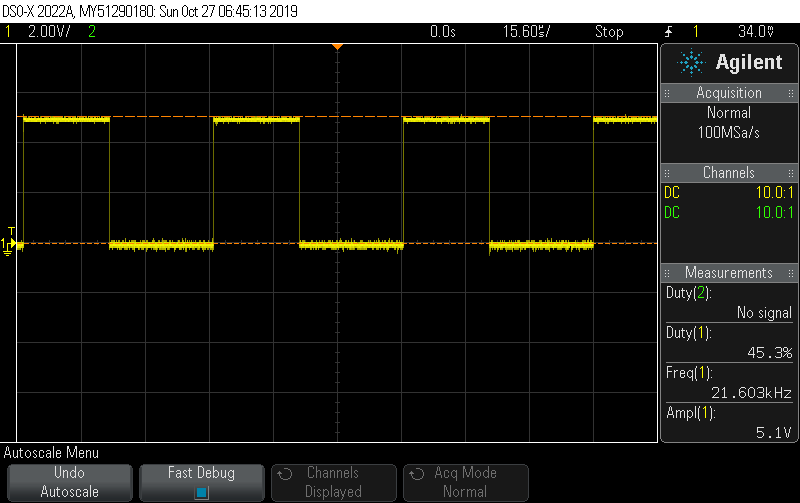 DSO-X 2022A, MY51290180: Sun Oct 27 06:45:13 2019
1 2.00V/ 2 0.0s 15.60µs/ Stop 1 34.0V
Agilent
Acquisition
Normal
100MSa/s
Channels
DC 10.0:1
DC 10.0:1
T
1
Measurements
Duty(2):
No signal
Duty(1):
45.3%
Freq(1):
21.603kHz
Ampl(1):
5.1V
Autoscale Menu
Undo
Autoscale
Fast Debug
Channels
Displayed
Acq Mode
Normal